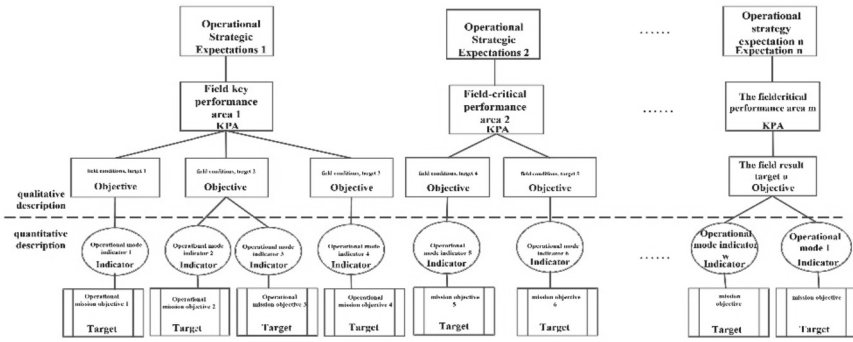 Operational
Strategic
Expectations 1
Operational
Strategic
Expectations 2
......
Operational
strategy
expectation n
Expectation n
Field key
performance
area 1
KPA
Field-critical
performance
area 2
KPA
......
The fieldcritical
performance area m
KPA
field conditions, target 1
Objective
field conditions, target 2
Objective
field conditions, target 3
Objective
field conditions, target 4
Objective
field conditions, target 5
Objective
The field result
target o
Objective
qualitative
description
quantitative
description
Operational mode
indicator 1
Indicator
Operational mode
indicator 2
Indicator
Operational mode
indicator 3
Indicator
Operational mode
indicator 4
Indicator
Operational
mode indicator 5
Indicator
Operational mode
indicator 6
Indicator
......
Operational
mode indicator
w
Indicator
Operational
mode 1
Indicator
Operational
mission objective 1
Target
Operational
mission objective 2
Target
Operational
mission objective 3
Target
Operational
mission objective 4
Target
mission objective
5
Target
mission objective
6
Target
mission
objective
Target
mission objective
Target